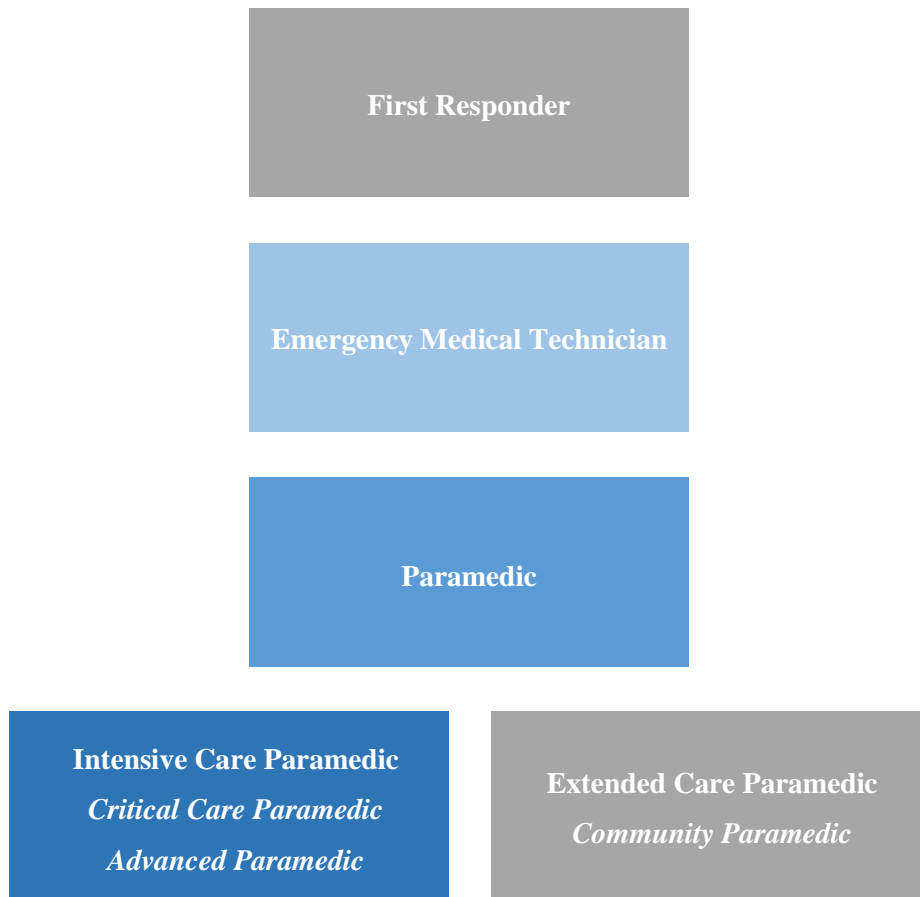 First Responder
Emergency Medical Technician
Paramedic
Intensive Care Paramedic
Critical Care Paramedic
Advanced Paramedic
Extended Care Paramedic
Community Paramedic